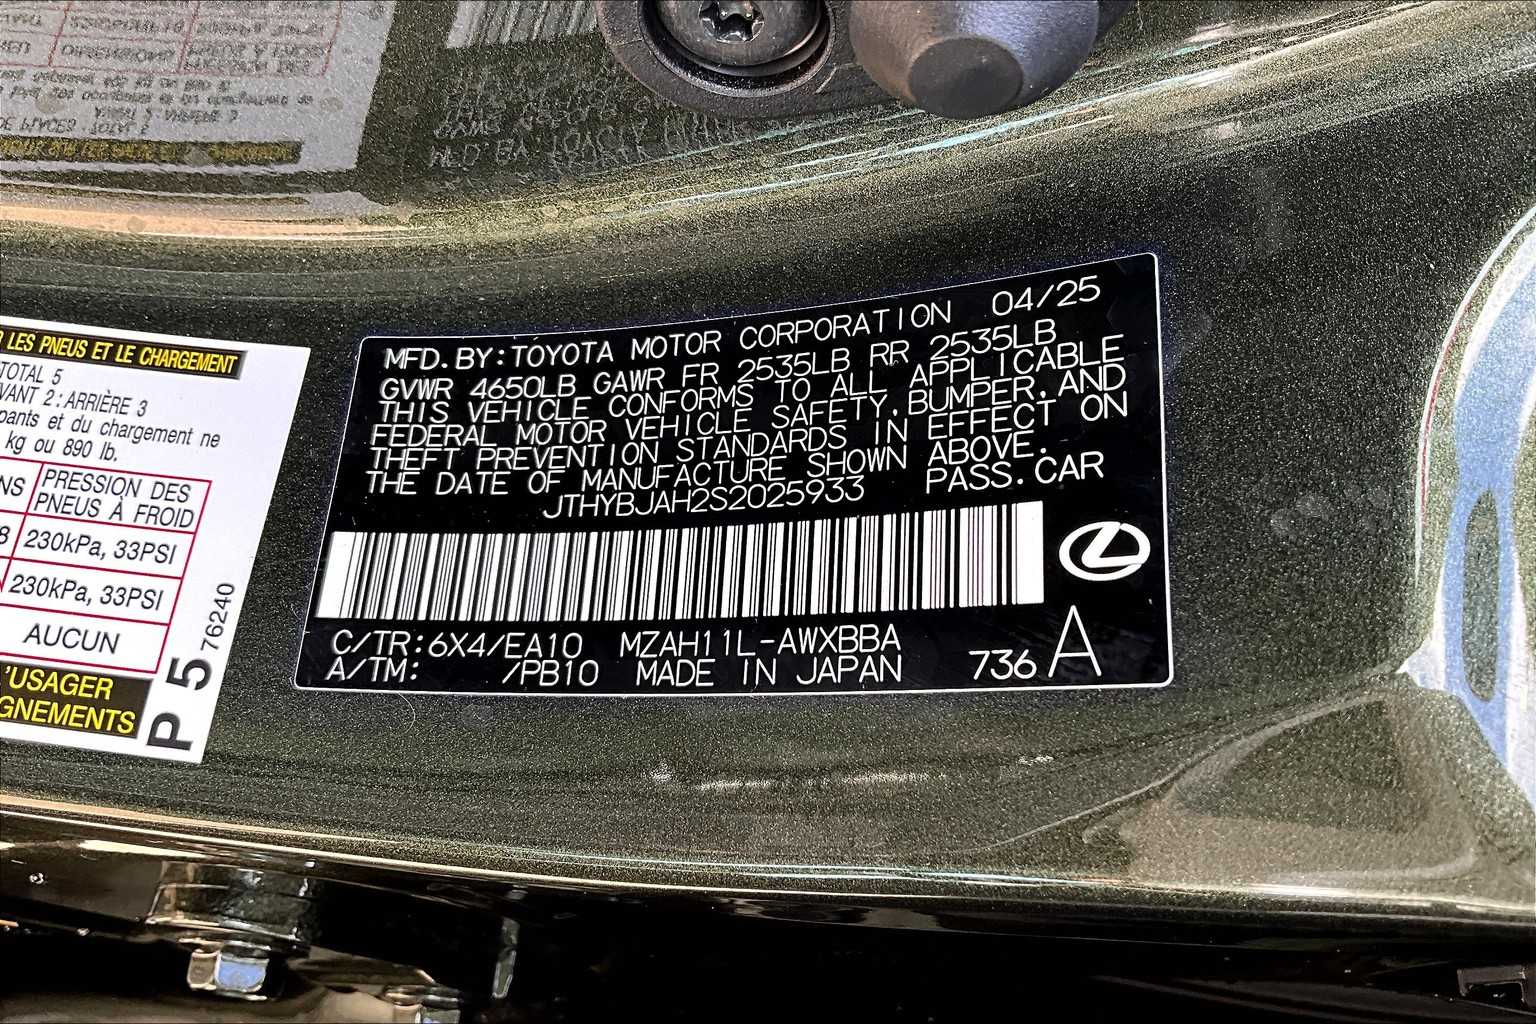 R LES PNEUS ET LE CHARGEMENT
TOTAL 5
VANT 2: ARRIÈRE 3
pants et du chargement ne
kg ou 890 lb.
NS PRESSION DES
PNEUS À FROID
8 230kPa, 33PSI
230kPa, 33PSI
AUCUN
'USAGER
GNEMENTS
P 5 76240
MFD. BY: TOYOTA MOTOR CORPORATION 04/25
GVWR 4650LB GAWR FR 2535LB RR 2535LB
THIS VEHICLE CONFORMS TO ALL APPLICABLE
FEDERAL MOTOR VEHICLE SAFETY, BUMPER, AND
THEFT PREVENTION STANDARDS IN EFFECT ON
THE DATE OF MANUFACTURE SHOWN ABOVE.
JTHYBJAH2S2025933 PASS. CAR
C/TR: 6X4/EA10 MZAH11L-AWXBBA
A/TM: /PB10 MADE IN JAPAN 736 A